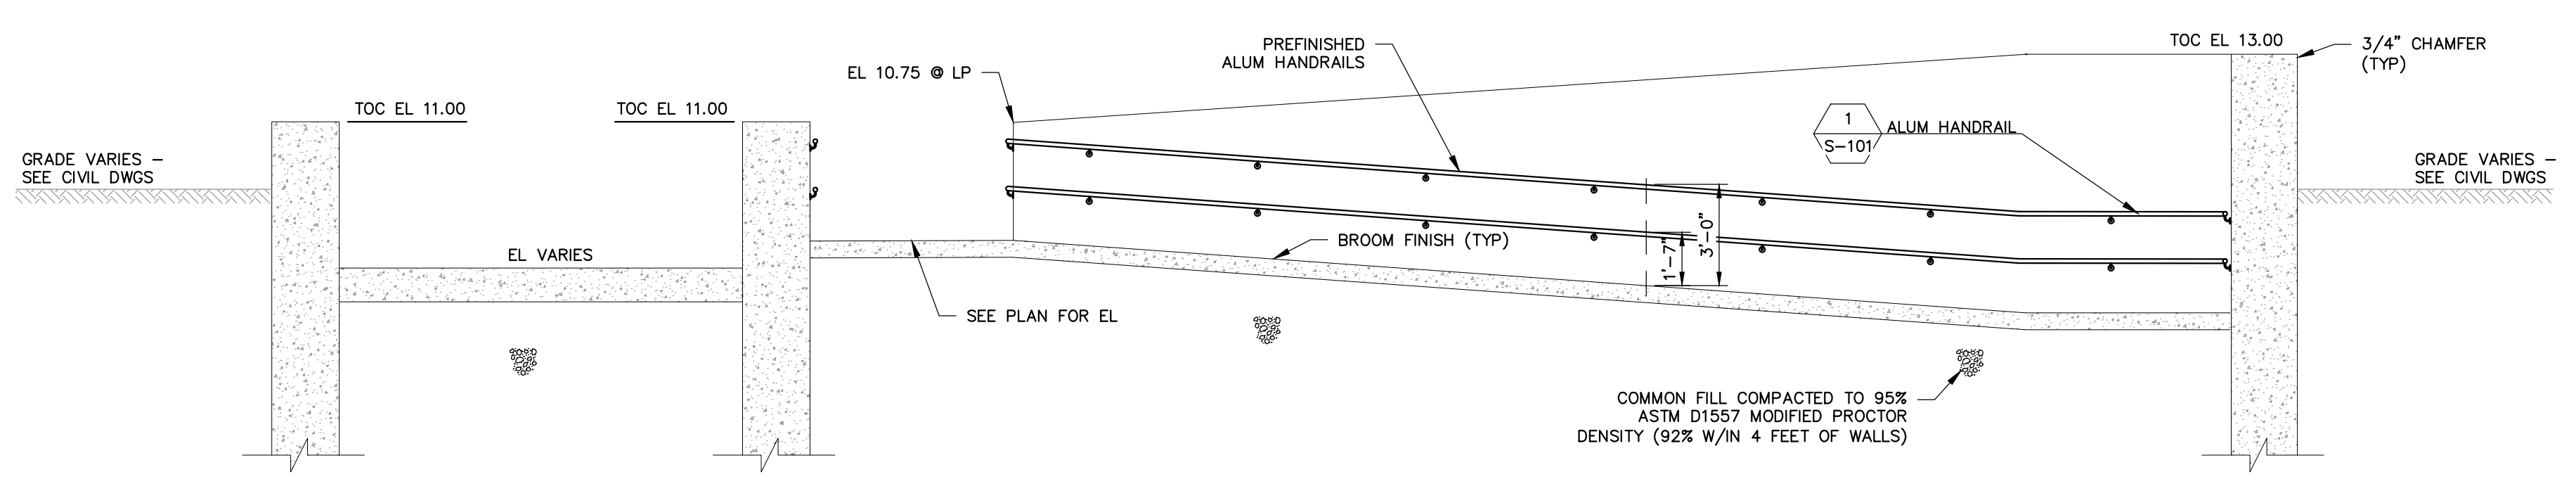 GRADE VARIES –
SEE CIVIL DWGS
TOC EL 11.00
TOC EL 11.00
EL VARIES
EL 10.75 @ LP
SEE PLAN FOR EL
PREFINISHED
ALUM HANDRAILS
BROOM FINISH (TYP)
1'–7"
3'–0"
1
S–101
ALUM HANDRAIL
TOC EL 13.00
3/4" CHAMFER
(TYP)
GRADE VARIES –
SEE CIVIL DWGS
COMMON FILL COMPACTED TO 95%
ASTM D1557 MODIFIED PROCTOR
DENSITY (92% W/IN 4 FEET OF WALLS)